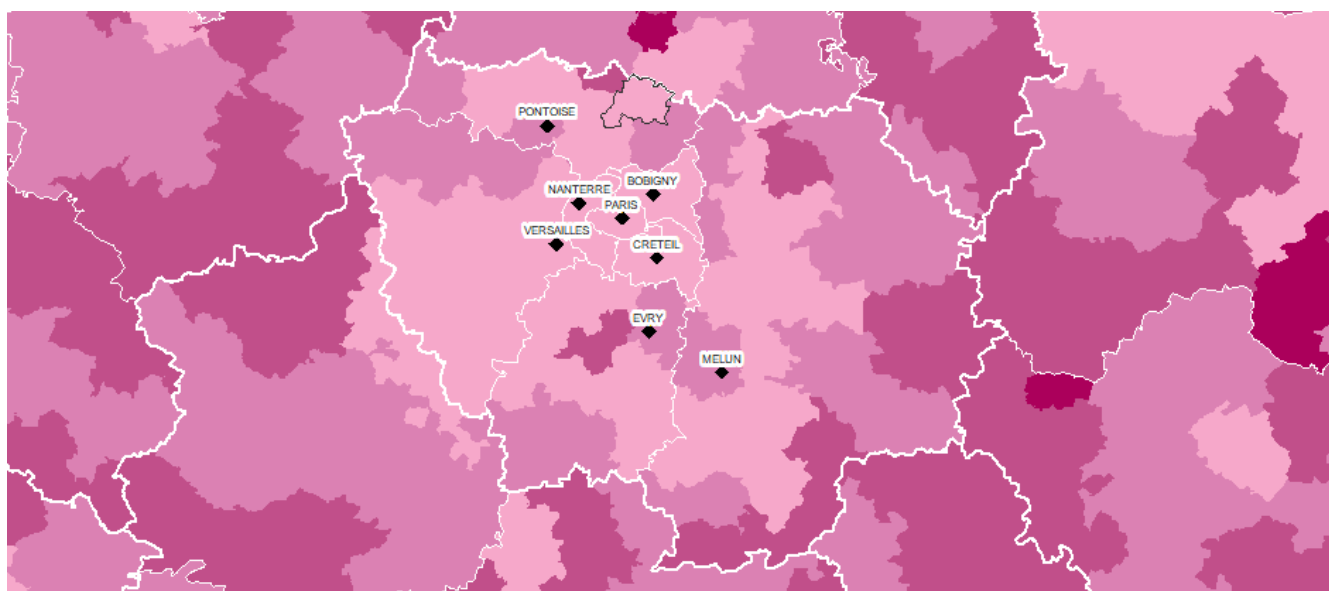 PONTOISE
BOBIGNY
NANTERRE
PARIS
VERSAILLES
CRETEIL
EVRY
MELUN